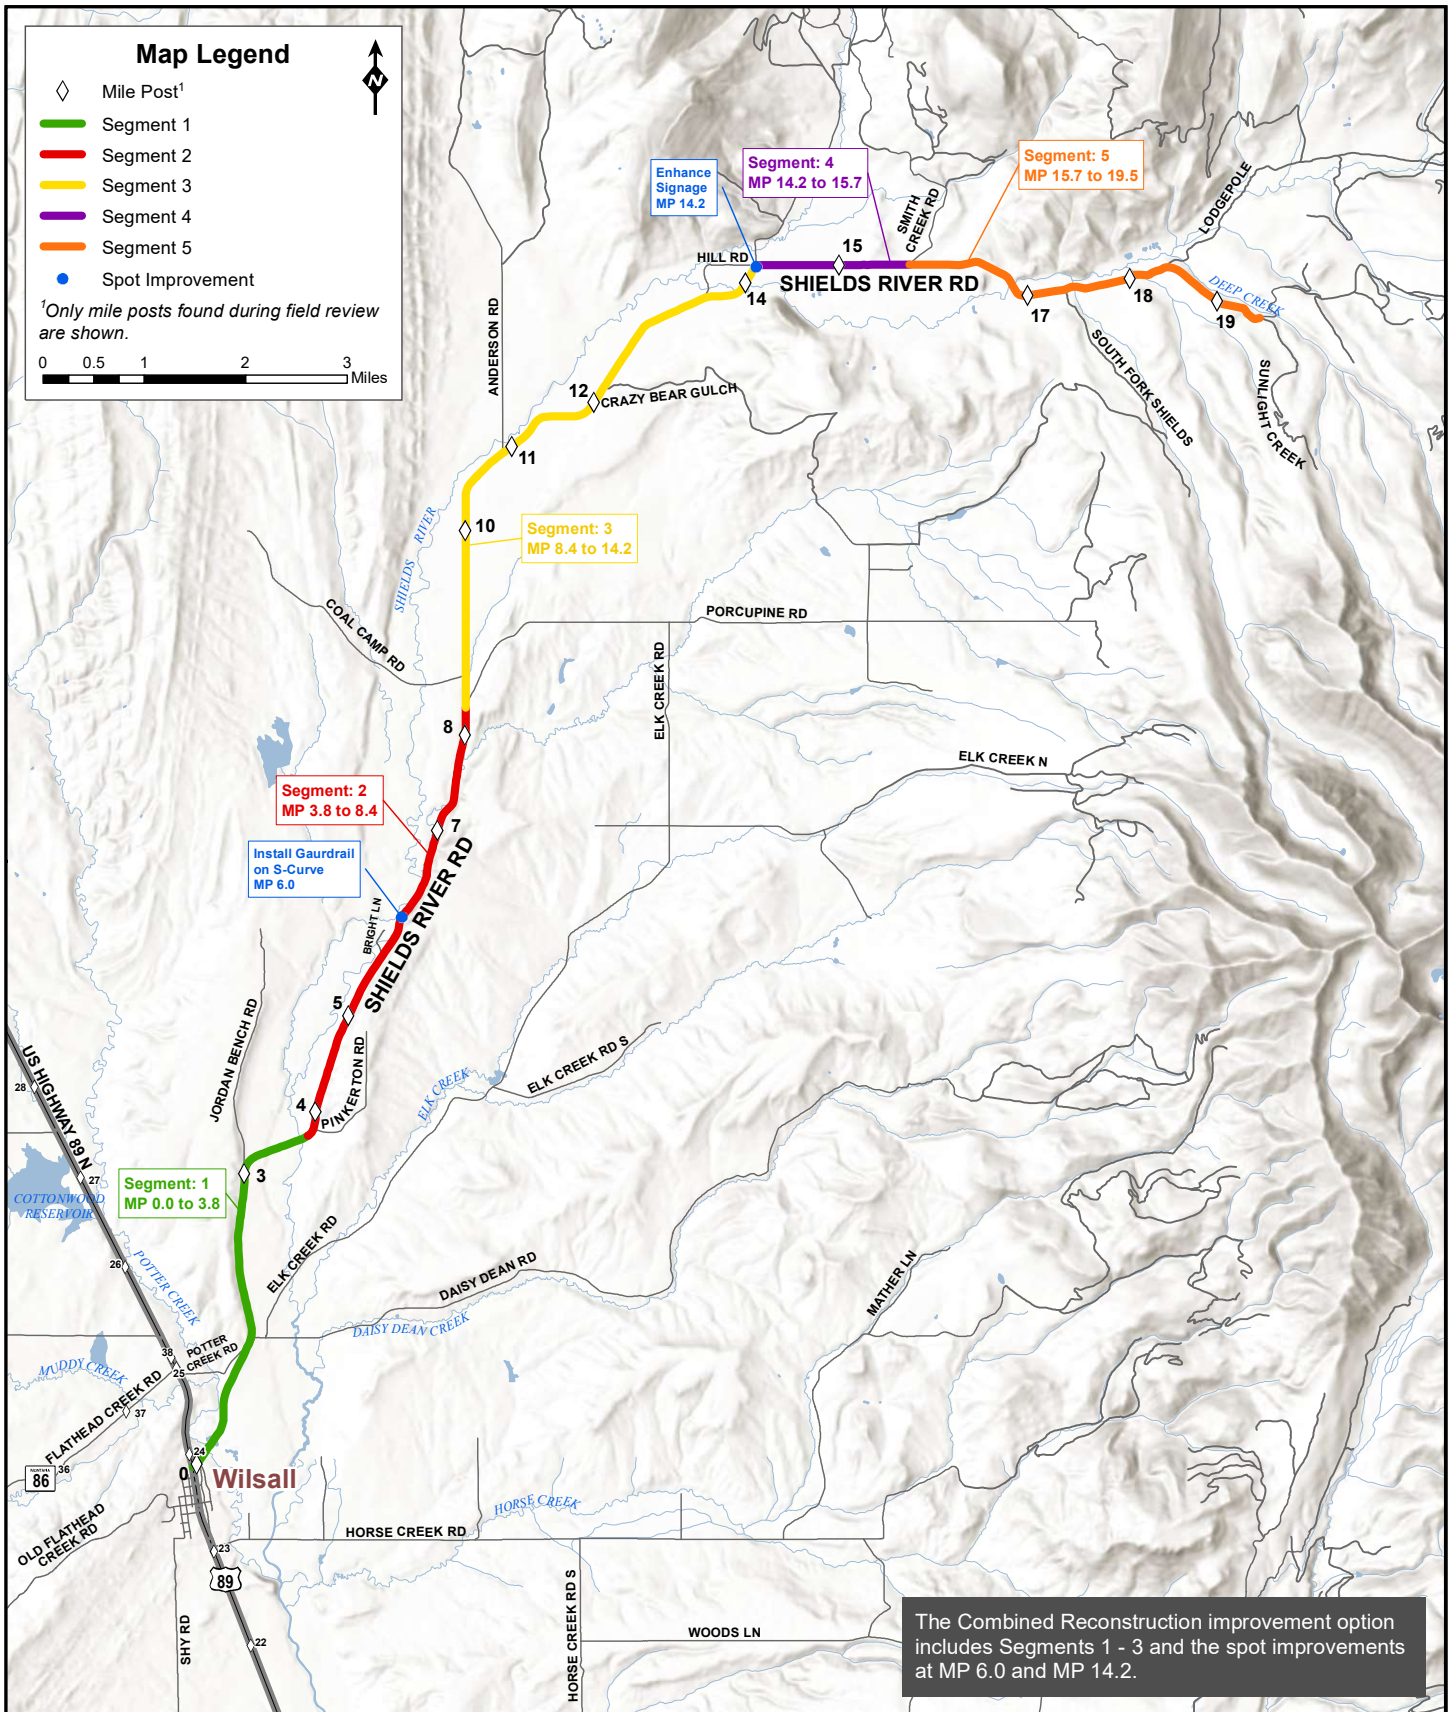 Map Legend
N
Mile Post1
Segment 1
Segment 2
Segment 3
Segment 4
Segment 5
Spot Improvement
1Only mile posts found during field review
are shown.
0 0.5 1 2 3
Miles
Enhance
Signage
MP 14.2
Segment: 4
MP 14.2 to 15.7
Segment: 5
MP 15.7 to 19.5
SMITH
CREEK RD
LODGEPOLE
HILL RD
15
14
SHIELDS RIVER RD
17
18
19
DEEP CREEK
SOUTH FORK SHIELDS
SUNLIGHT CREEK
ANDERSON RD
12
CRAZY BEAR GULCH
11
10
SHIELDS RIVER
Segment: 3
MP 8.4 to 14.2
COAL CAMP RD
PORCUPINE RD
ELK CREEK RD
8
ELK CREEK N
Segment: 2
MP 3.8 to 8.4
7
Install Gaurdrail
on S-Curve
MP 6.0
BRIGHT LN
SHIELDS RIVER RD
5
JORDAN BENCH RD
PINKERTON RD
4
ELK CREEK
ELK CREEK RD S
US HIGHWAY 89 N
28
27
3
Segment: 1
MP 0.0 to 3.8
COTTONWOOD
RESERVOIR
26
POTTER CREEK
ELK CREEK RD
DAISY DEAN RD
DAISY DEAN CREEK
MATHER LN
38
POTTER
CREEK RD
25
MUDDY CREEK
FLATHEAD CREEK RD
37
24
0
Wilsall
MONTANA
86
36
OLD FLATHEAD
CREEK RD
HORSE CREEK
HORSE CREEK RD
23
89
22
SHY RD
HORSE CREEK RD S
WOODS LN
The Combined Reconstruction improvement option
includes Segments 1 - 3 and the spot improvements
at MP 6.0 and MP 14.2.